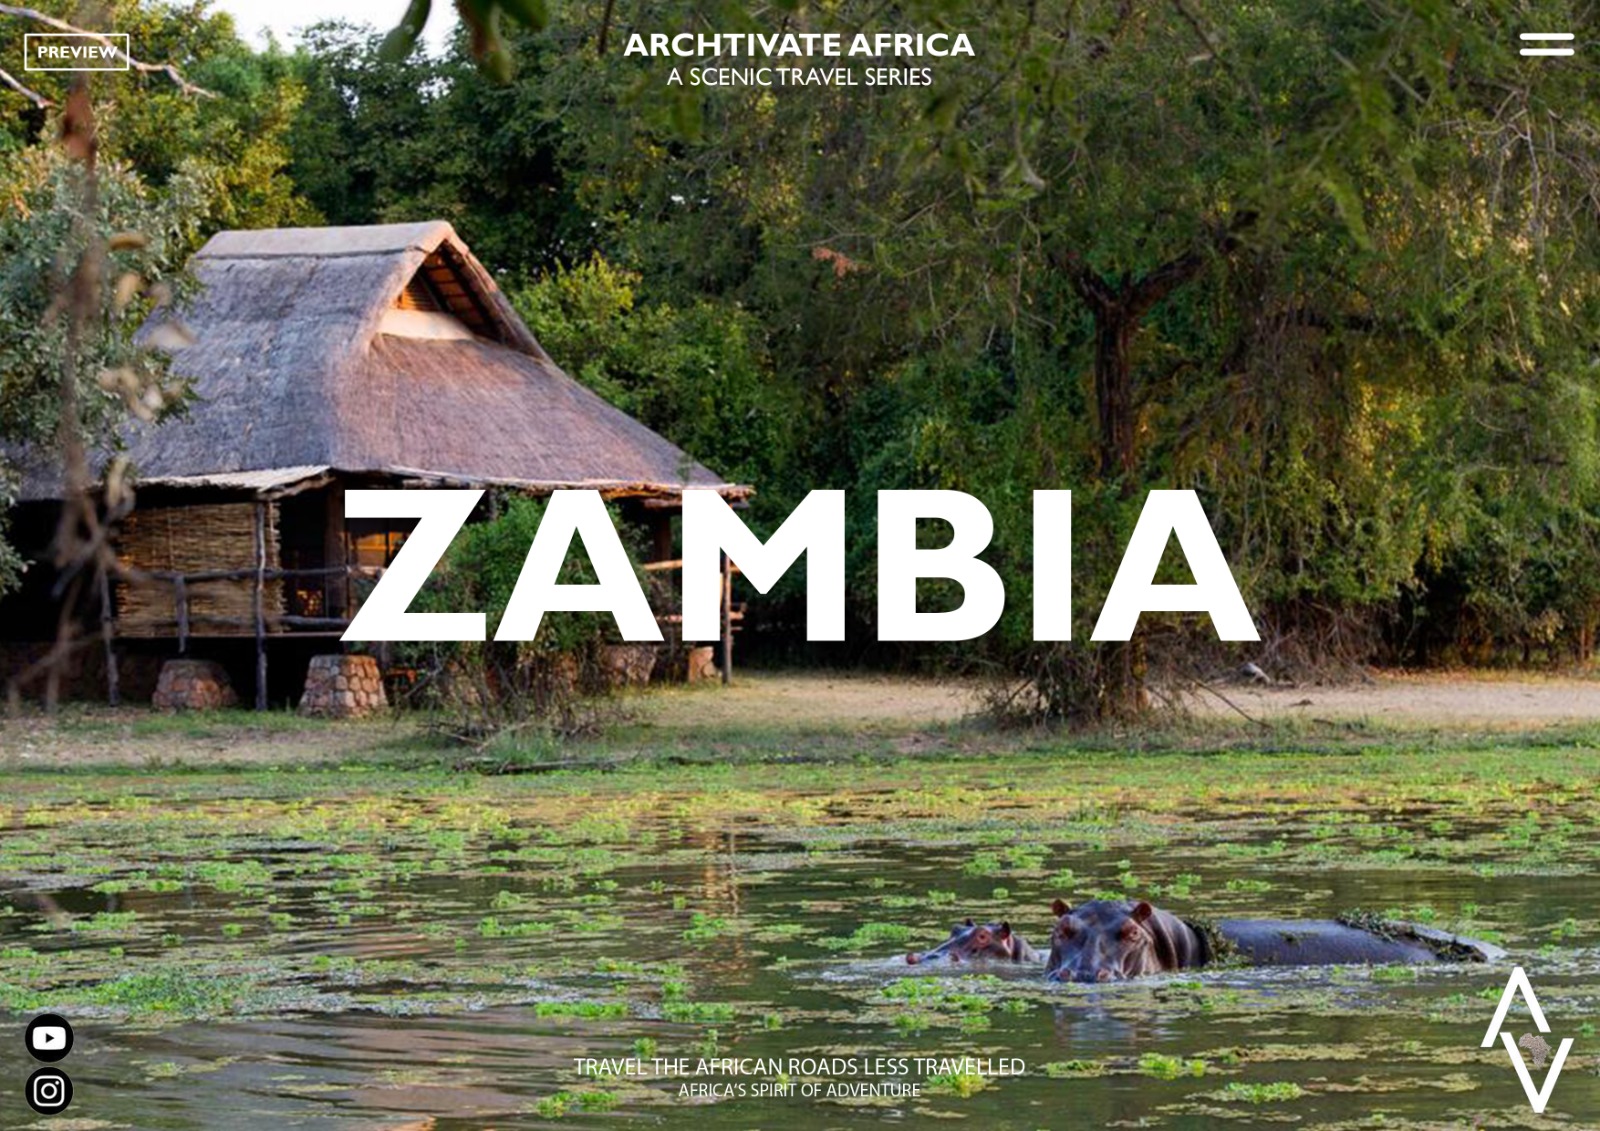 PREVIEW
ARCHTIVATE AFRICA
A SCENIC TRAVEL SERIES
ZAMBIA
TRAVEL THE AFRICAN ROADS LESS TRAVELLED
AFRICA'S SPIRIT OF ADVENTURE